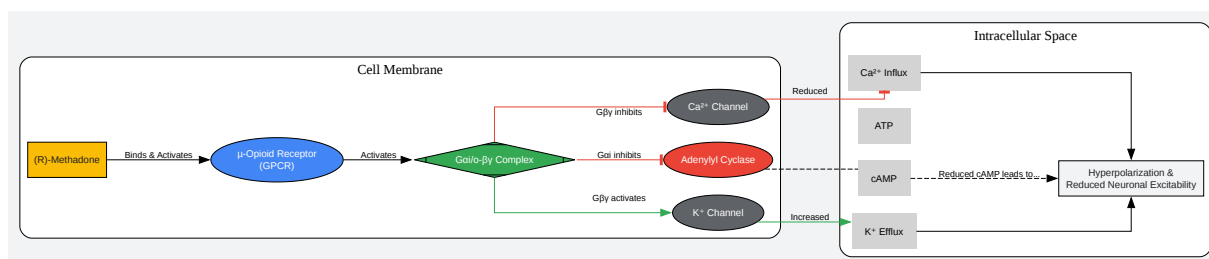 Cell Membrane
Intracellular Space
(R)-Methadone
Binds & Activates
µ-Opioid Receptor
(GPCR)
Activates
Gαi/o-βγ Complex
Gβγ inhibits
Gαi inhibits
Gβγ activates
Ca²⁺ Channel
Adenylyl Cyclase
K⁺ Channel
Reduced
Increased
Ca²⁺ Influx
ATP
cAMP
K⁺ Efflux
Reduced cAMP leads to...
Hyperpolarization &
Reduced Neuronal Excitability